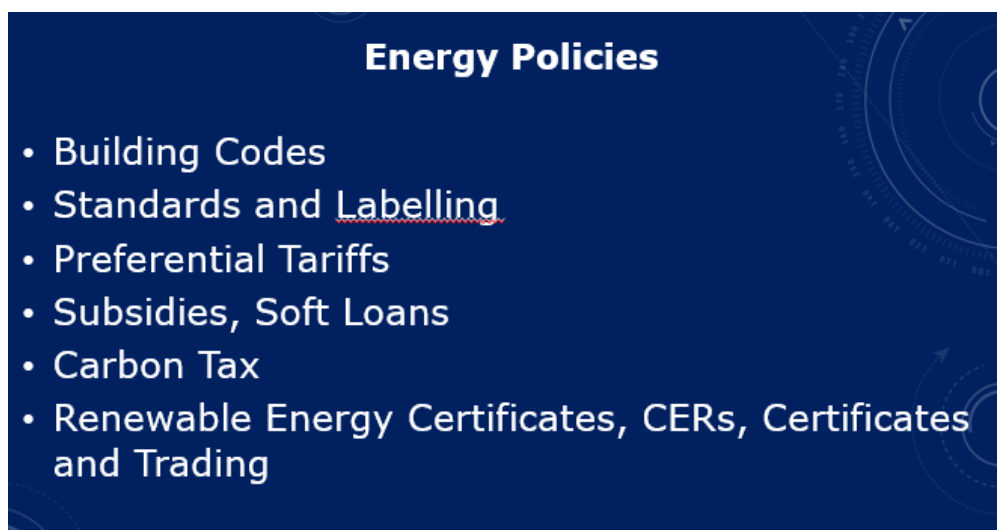 Energy Policies
• Building Codes
• Standards and Labelling
• Preferential Tariffs
• Subsidies, Soft Loans
• Carbon Tax
• Renewable Energy Certificates, CERs, Certificates
and Trading